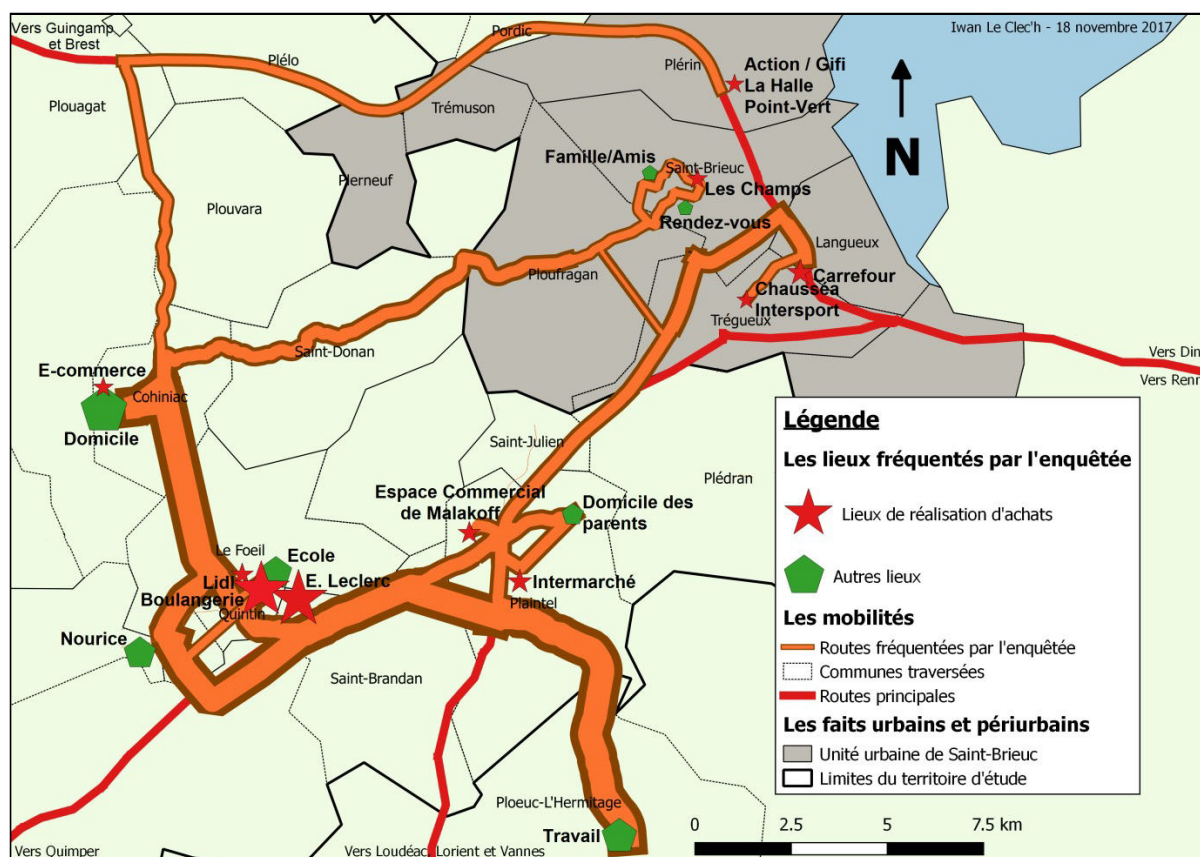 Vers Guingamp
et Brest
Pordic
Iwan Le Clec'h - 18 novembre 2017
Plélo
Plérin
Action / Gifi
La Halle
Point-Vert
Plouagat
Trémuson
N
Famille/Amis
Saint-Brieuc
Plerneuf
Les Champs
Plouvara
Rendez-vous
Langueux
Ploufragan
Carrefour
Chausséa
Intersport
Trégueux
Saint-Donan
Vers Din
Vers Renn
E-commerce
Cohiniac
Domicile
Saint-Julien
Plédran
Espace Commercial
de Malakoff
Domicile des
parents
Le Foeil
Ecole
Lidl
E. Leclerc
Boulangerie
Quintin
Intermarché
Plaintel
Nourice
Saint-Brandan
Ploeuc-L'Hermitage
Travail
Vers Quimper
Vers Loudéac, Lorient et Vannes
Légende
Les lieux fréquentés par l'enquêtée
Lieux de réalisation d'achats
Autres lieux
Les mobilités
Routes fréquentées par l'enquêtée
Communes traversées
Routes principales
Les faits urbains et périurbains
Unité urbaine de Saint-Brieuc
Limites du territoire d'étude
0 2.5 5 7.5 km